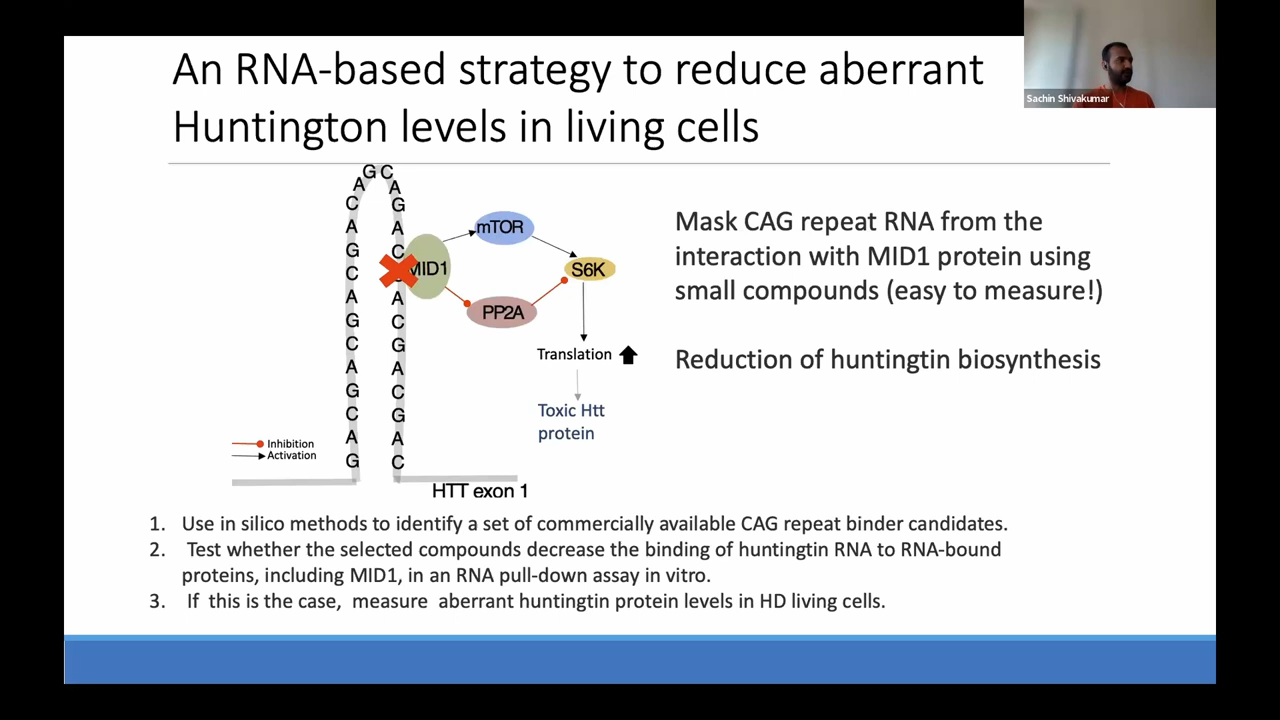 An RNA-based strategy to reduce aberrant
Huntington levels in living cells
Sachin Shivakumar
G C
A A
C G
A A
G C
C
A A
G C
C G
A A
G C
C G
A A
G C
MID1
mTOR
S6K
PP2A
Translation
Toxic Htt
protein
Inhibition
Activation
HTT exon 1
Mask CAG repeat RNA from the
interaction with MID1 protein using
small compounds (easy to measure!)
Reduction of huntingtin biosynthesis
1. Use in silico methods to identify a set of commercially available CAG repeat binder candidates.
2. Test whether the selected compounds decrease the binding of huntingtin RNA to RNA-bound
proteins, including MID1, in an RNA pull-down assay in vitro.
3. If this is the case, measure aberrant huntingtin protein levels in HD living cells.